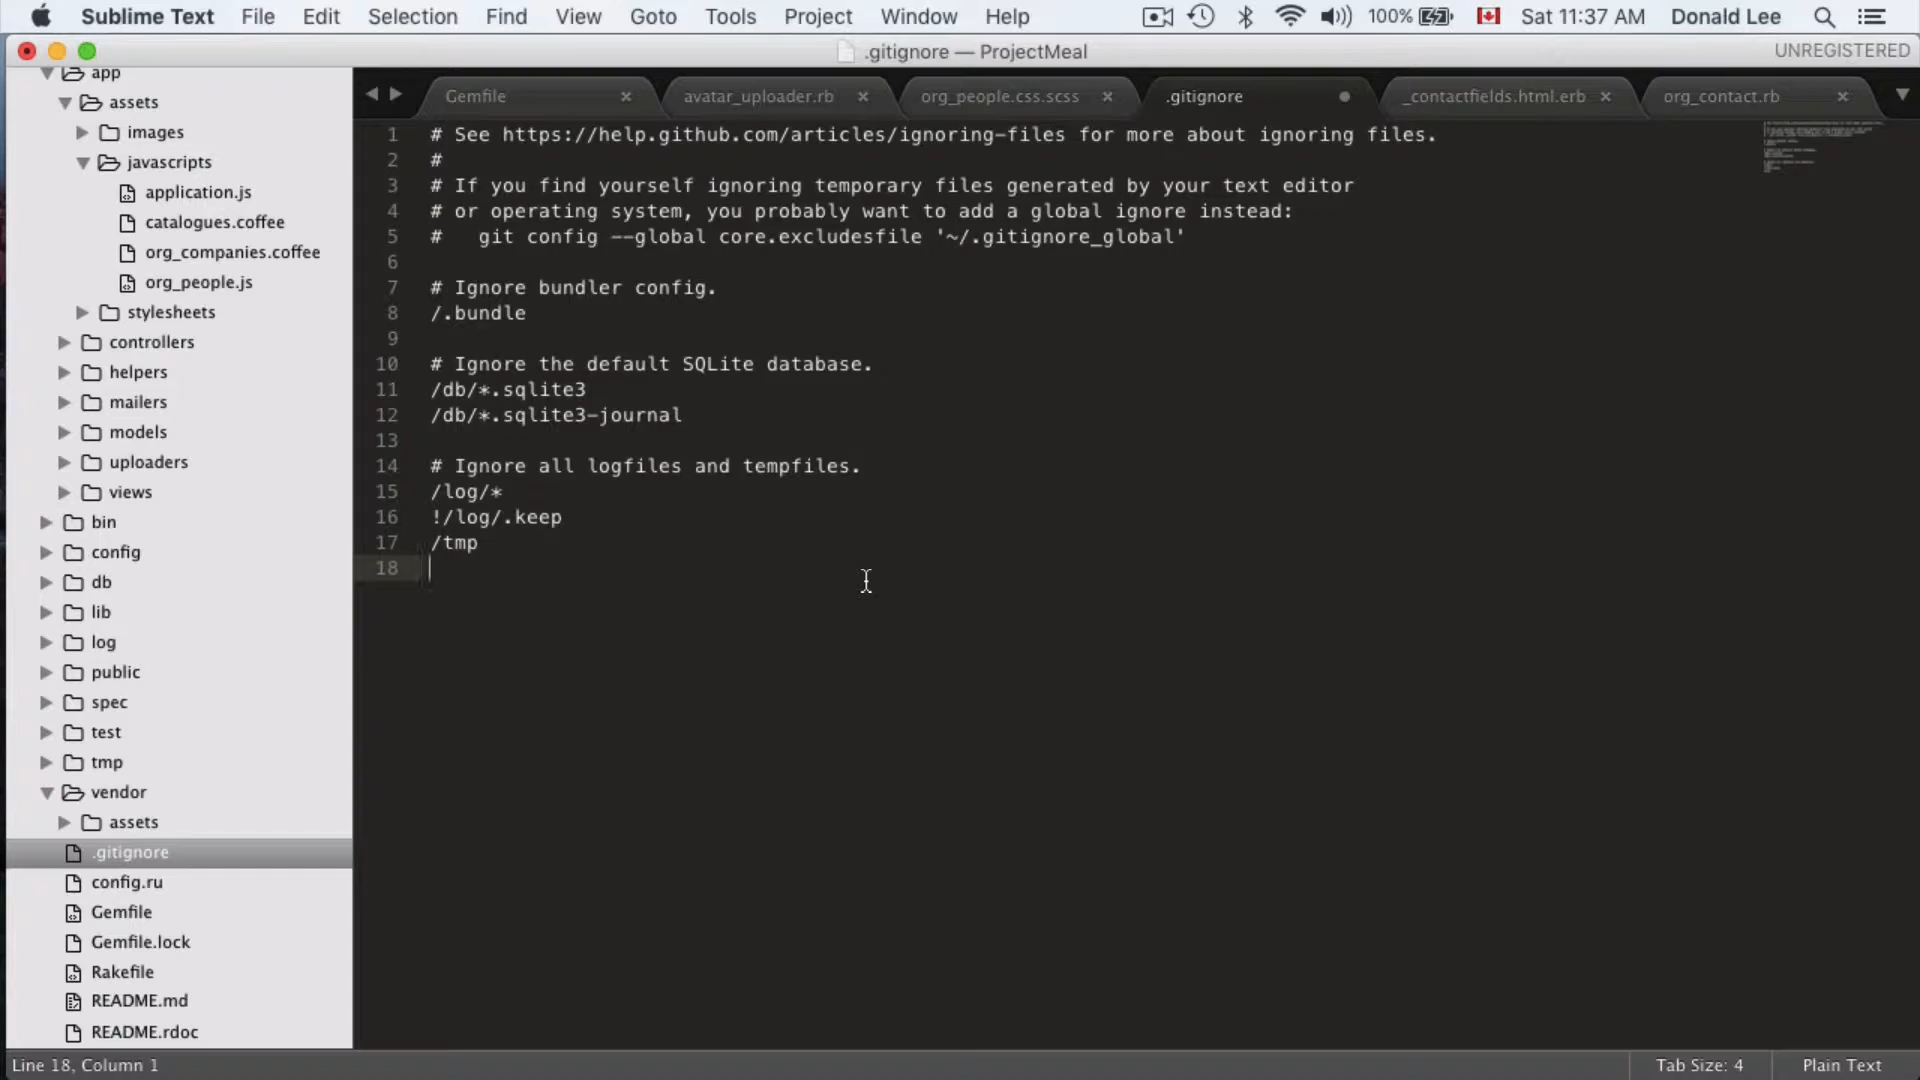 Sublime Text File Edit Selection Find View Goto Tools Project Window Help 100% Sat 11:37 AM Donald Lee
.gitignore — ProjectMeal UNREGISTERED
app
assets
images
javascripts
application.js
catalogues.coffee
org_companies.coffee
org_people.js
stylesheets
controllers
helpers
mailers
models
uploaders
views
bin
config
db
lib
log
public
spec
test
tmp
vendor
assets
.gitignore
config.ru
Gemfile
Gemfile.lock
Rakefile
README.md
README.rdoc
Gemfile avatar_uploader.rb org_people.css.scss .gitignore _contactfields.html.erb org_contact.rb
1 # See https://help.github.com/articles/ignoring-files for more about ignoring files.
2 #
3 # If you find yourself ignoring temporary files generated by your text editor
4 # or operating system, you probably want to add a global ignore instead:
5 #   git config --global core.excludesfile '~/.gitignore_global'
6
7 # Ignore bundler config.
8 /.bundle
9
10 # Ignore the default SQLite database.
11 /db/*.sqlite3
12 /db/*.sqlite3-journal
13
14 # Ignore all logfiles and tempfiles.
15 /log/*
16 !/log/.keep
17 /tmp
18
Line 18, Column 1 Tab Size: 4 Plain Text